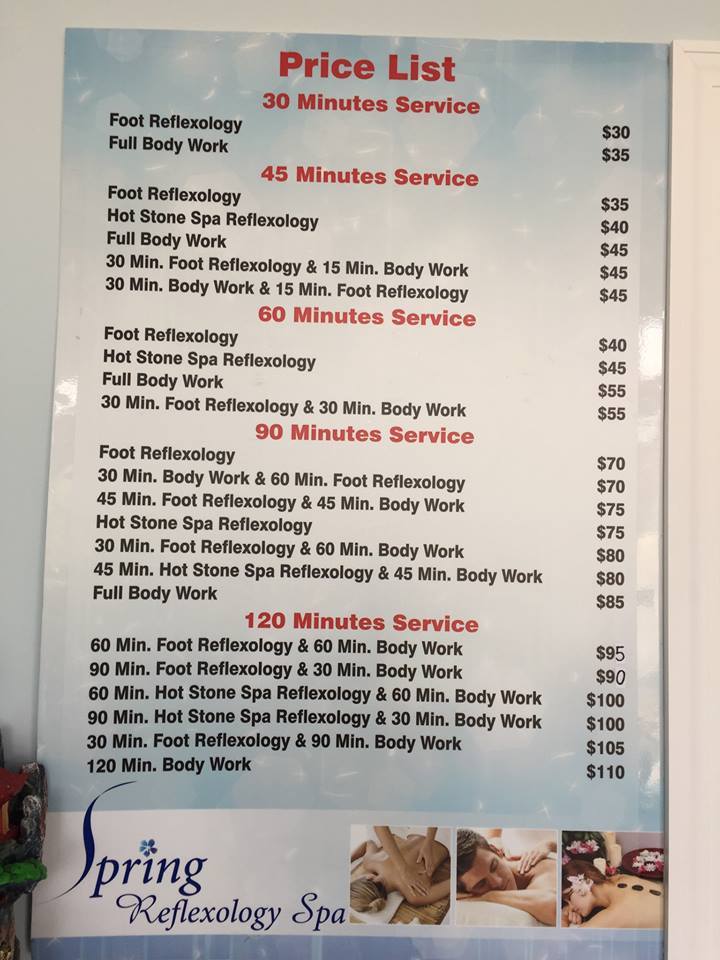 Price List
30 Minutes Service
Foot Reflexology $30
Full Body Work $35
45 Minutes Service
Foot Reflexology $35
Hot Stone Spa Reflexology $40
Full Body Work $45
30 Min. Foot Reflexology & 15 Min. Body Work $45
30 Min. Body Work & 15 Min. Foot Reflexology $45
60 Minutes Service
Foot Reflexology $40
Hot Stone Spa Reflexology $45
Full Body Work $55
30 Min. Foot Reflexology & 30 Min. Body Work $55
90 Minutes Service
Foot Reflexology $70
30 Min. Body Work & 60 Min. Foot Reflexology $70
45 Min. Foot Reflexology & 45 Min. Body Work $75
Hot Stone Spa Reflexology $75
30 Min. Foot Reflexology & 60 Min. Body Work $80
45 Min. Hot Stone Spa Reflexology & 45 Min. Body Work $80
Full Body Work $85
120 Minutes Service
60 Min. Foot Reflexology & 60 Min. Body Work $95
90 Min. Foot Reflexology & 30 Min. Body Work $90
60 Min. Hot Stone Spa Reflexology & 60 Min. Body Work $100
90 Min. Hot Stone Spa Reflexology & 30 Min. Body Work $100
30 Min. Foot Reflexology & 90 Min. Body Work $105
120 Min. Body Work $110
Spring
Reflexology Spa